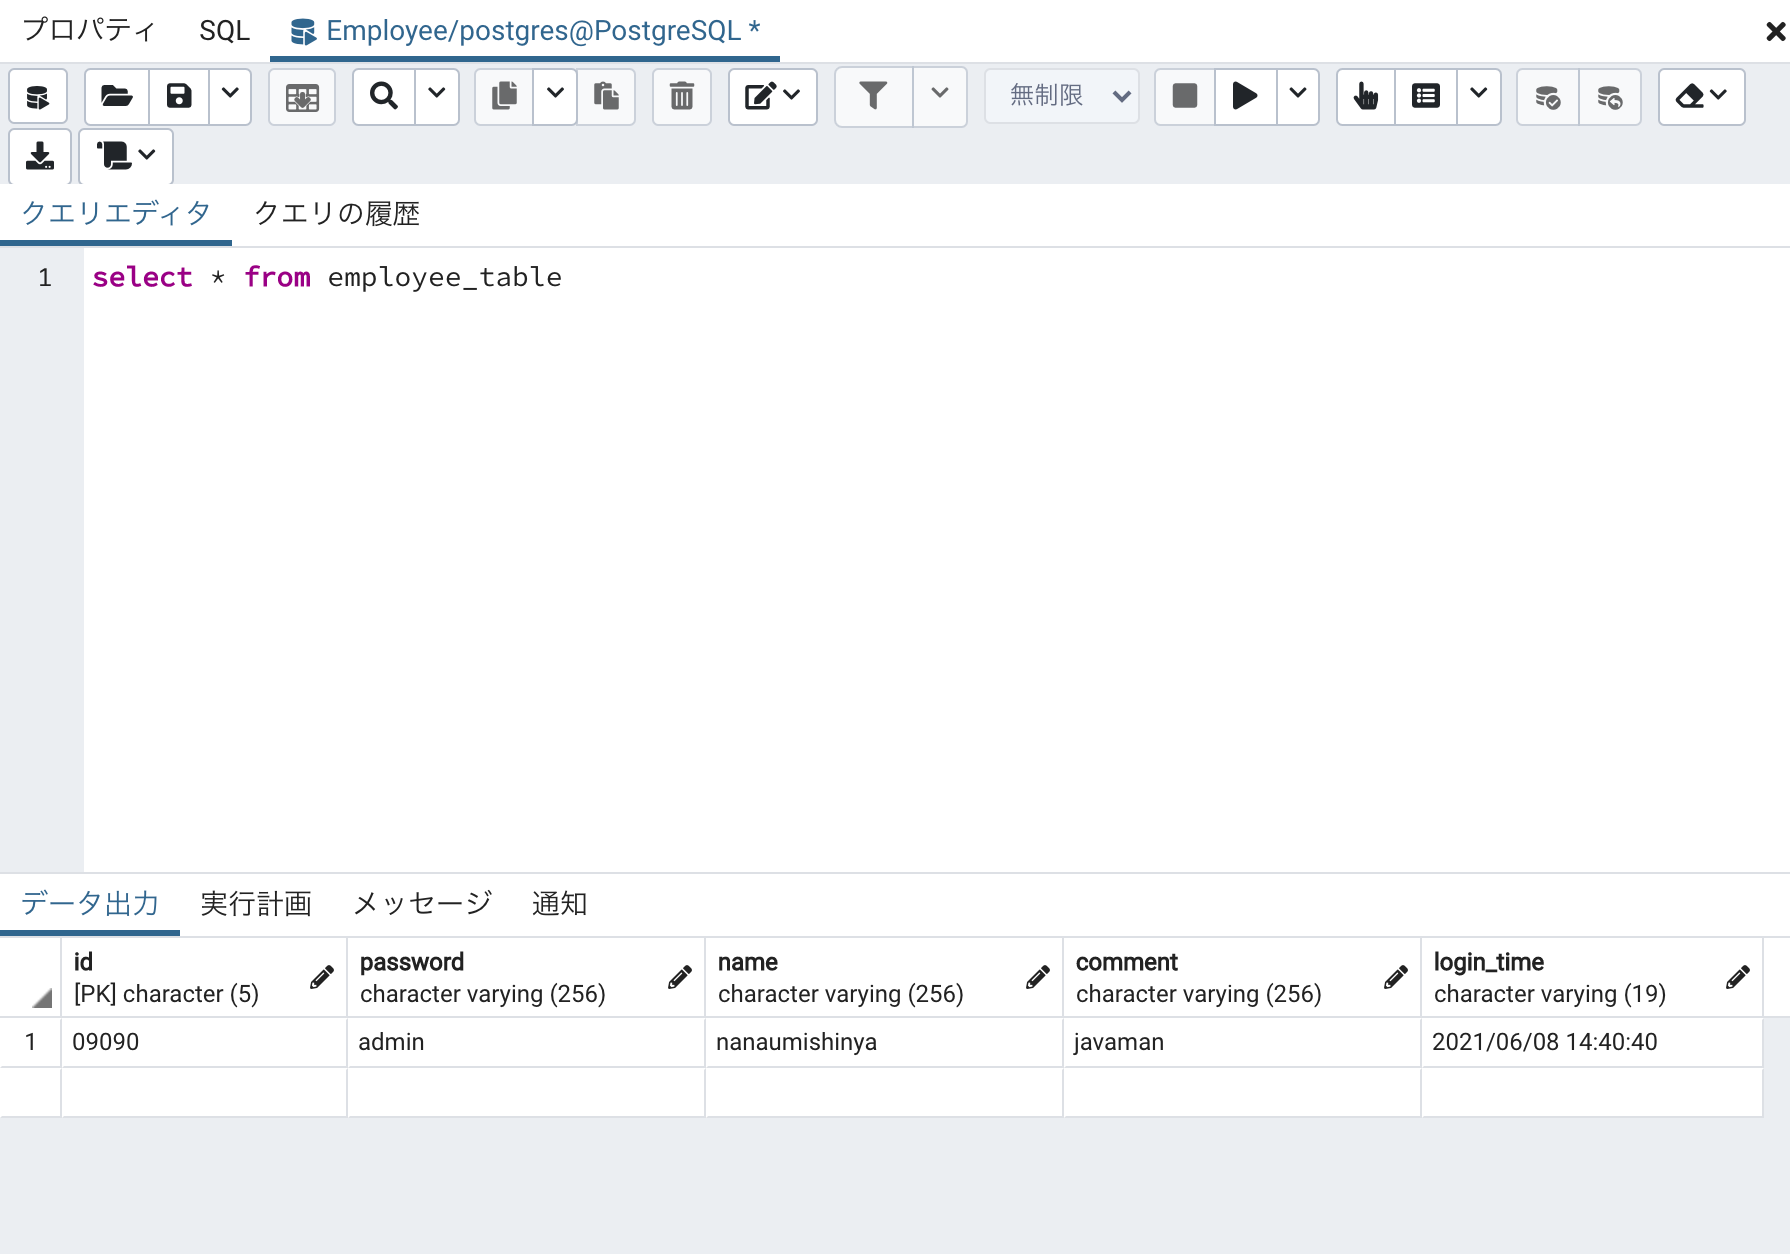 プロパティ SQL Employee/postgres@PostgreSQL *
無制限
クエリエディタ クエリの履歴
1 select * from employee_table
データ出力 実行計画 メッセージ 通知
id password name comment login_time
[PK] character (5) character varying (256) character varying (256) character varying (256) character varying (19)
1 09090 admin nanaumishinya javaman 2021/06/08 14:40:40